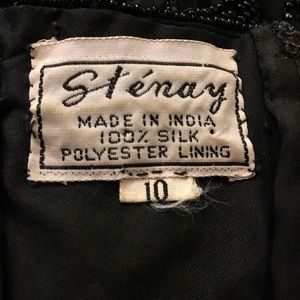 Sténay
MADE IN INDIA
100% SILK
POLYESTER LINING
10